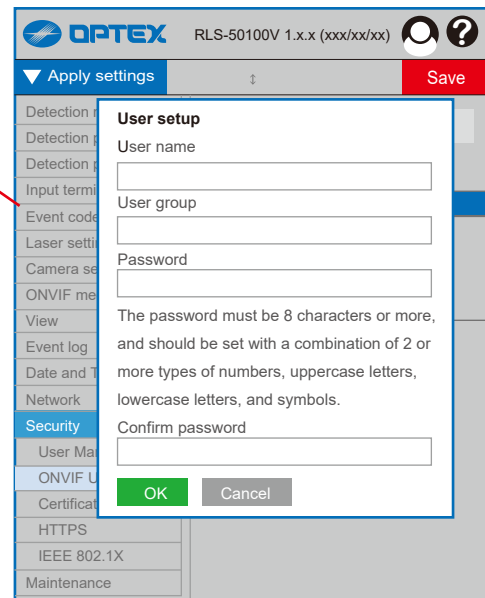 OPTEX RLS-50100V 1.x.x (xxx/xx/xx) ?
Apply settings Save
Detection
Detection
Detection
Input termi
Event code
Laser setti
Camera se
ONVIF me
View
Event log
Date and T
Network
Security
User Ma
ONVIF U
Certificat
HTTPS
IEEE 802.1X
Maintenance
User setup
User name
User group
Password
The password must be 8 characters or more,
and should be set with a combination of 2 or
more types of numbers, uppercase letters,
lowercase letters, and symbols.
Confirm password
OK Cancel